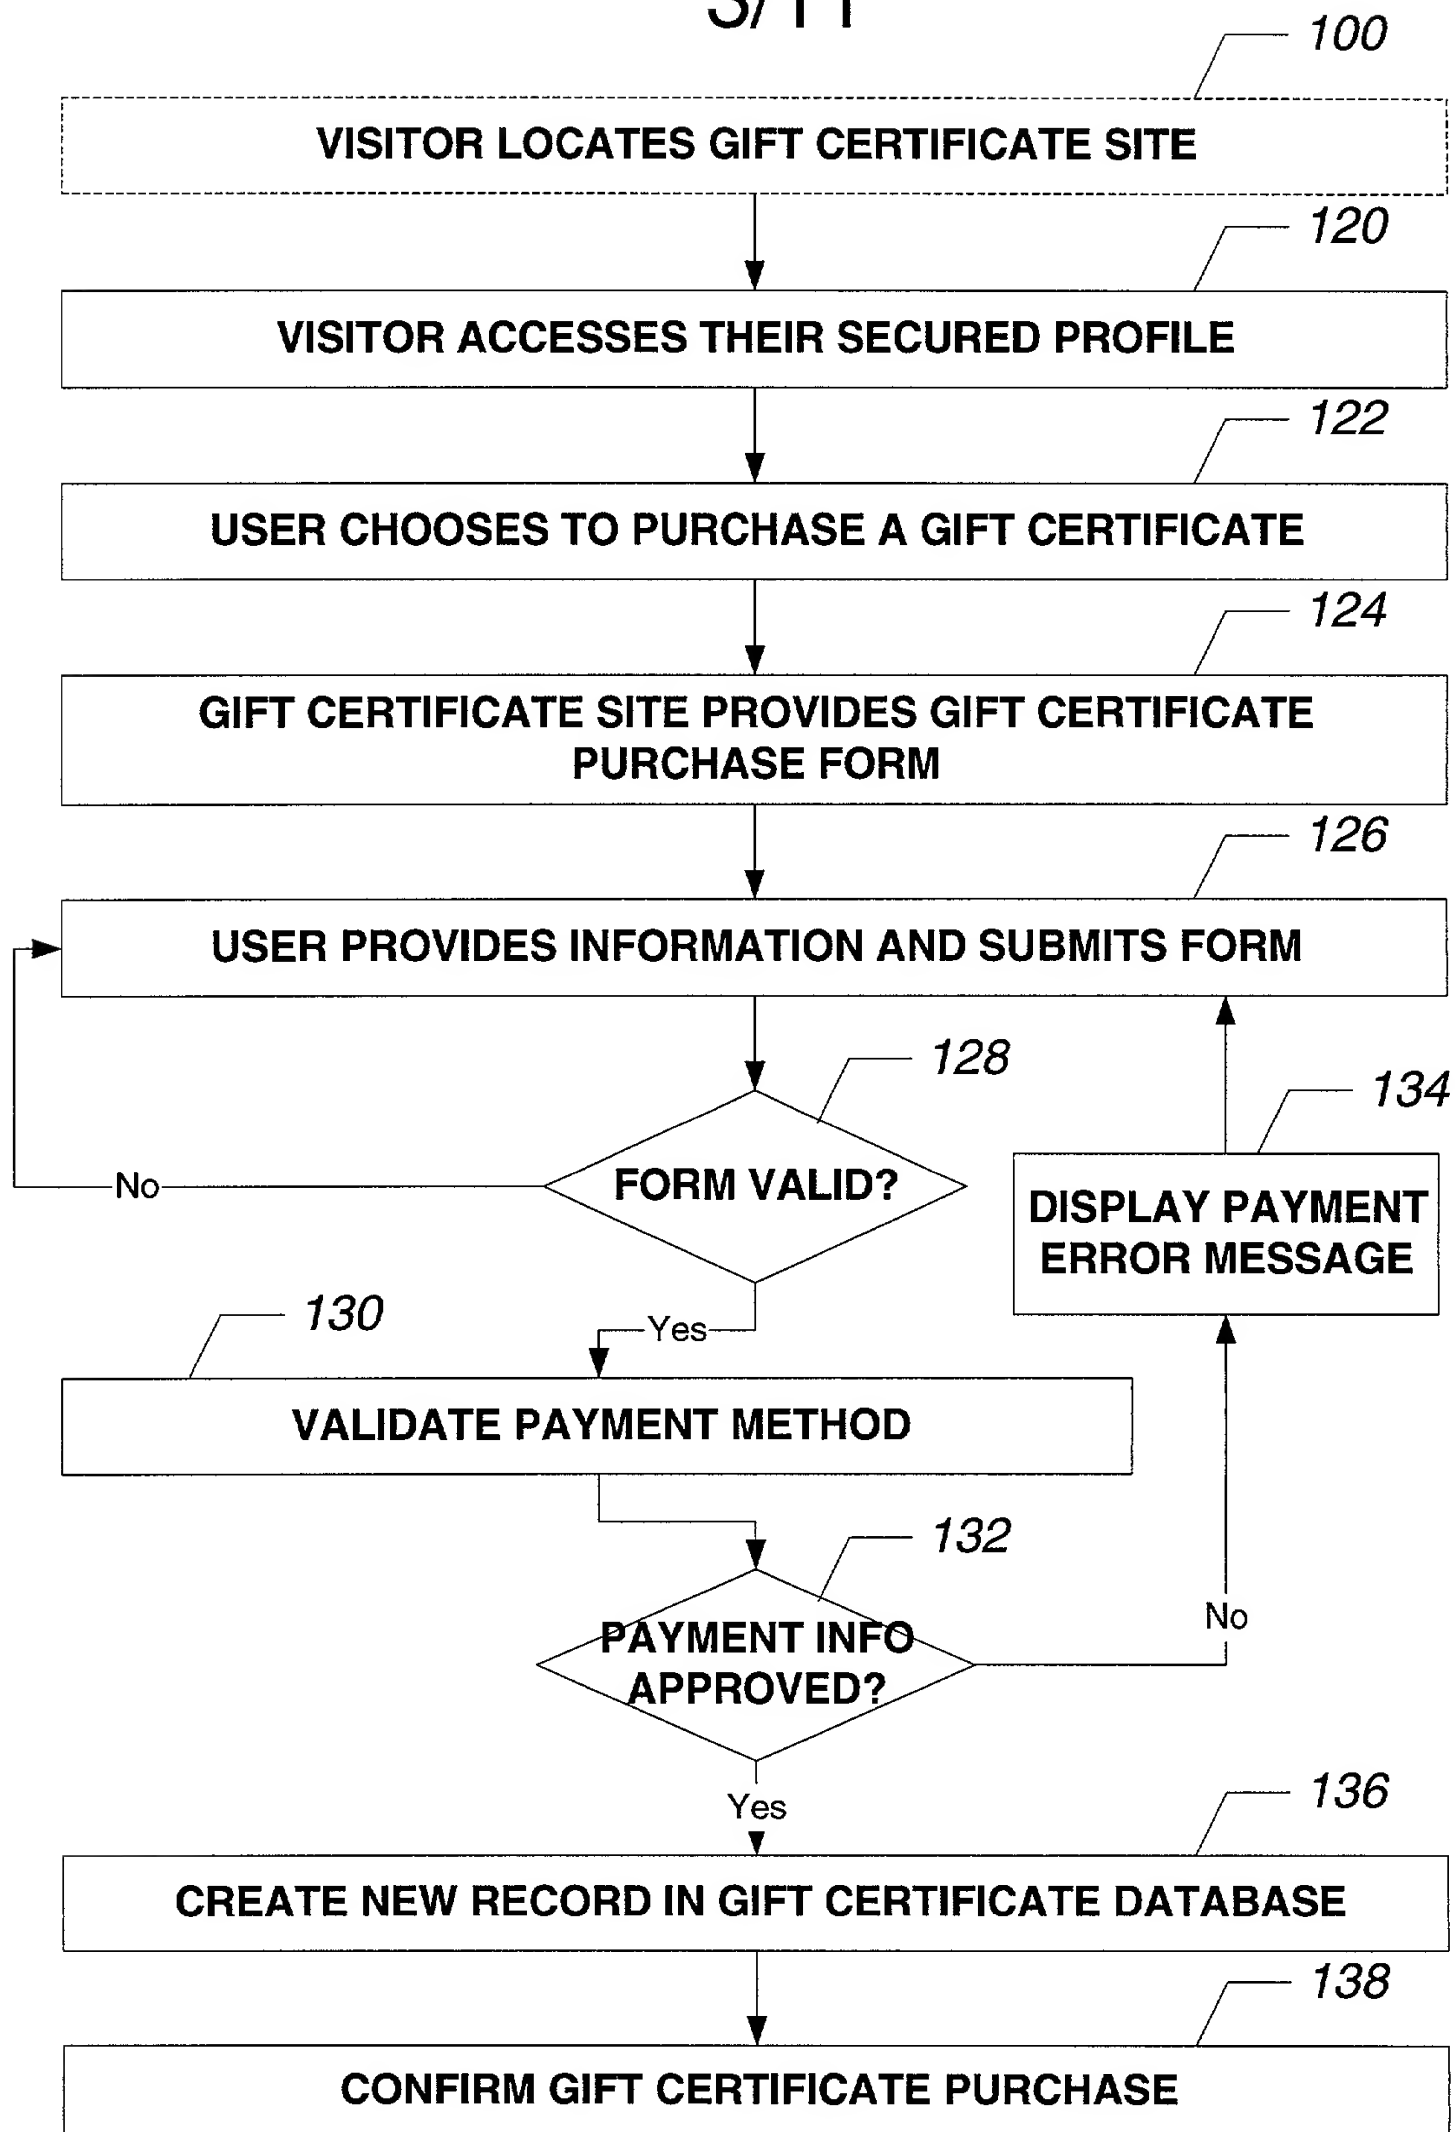 3/11
100
VISITOR LOCATES GIFT CERTIFICATE SITE
120
VISITOR ACCESSES THEIR SECURED PROFILE
122
USER CHOOSES TO PURCHASE A GIFT CERTIFICATE
124
GIFT CERTIFICATE SITE PROVIDES GIFT CERTIFICATE
PURCHASE FORM
126
USER PROVIDES INFORMATION AND SUBMITS FORM
128
134
No
FORM VALID?
DISPLAY PAYMENT
ERROR MESSAGE
130
Yes
VALIDATE PAYMENT METHOD
132
No
PAYMENT INFO
APPROVED?
136
Yes
CREATE NEW RECORD IN GIFT CERTIFICATE DATABASE
138
CONFIRM GIFT CERTIFICATE PURCHASE